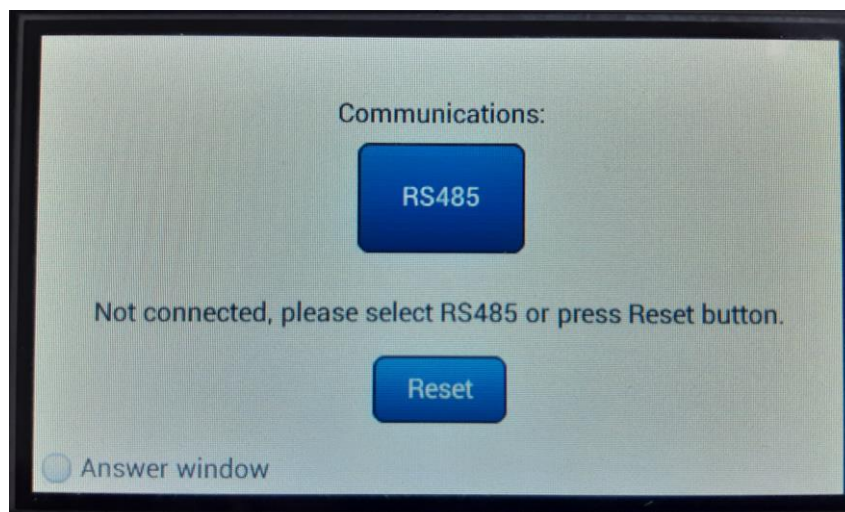 Communications:
RS485
Not connected, please select RS485 or press Reset button.
Reset
Answer window